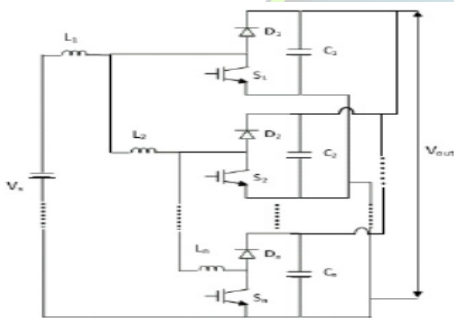 L₁
D₁
C₁
S₁
L₂
D₂
C₂
S₂
Vₛ
Vout
Lₙ
Dₙ
Cₙ
Sₙ